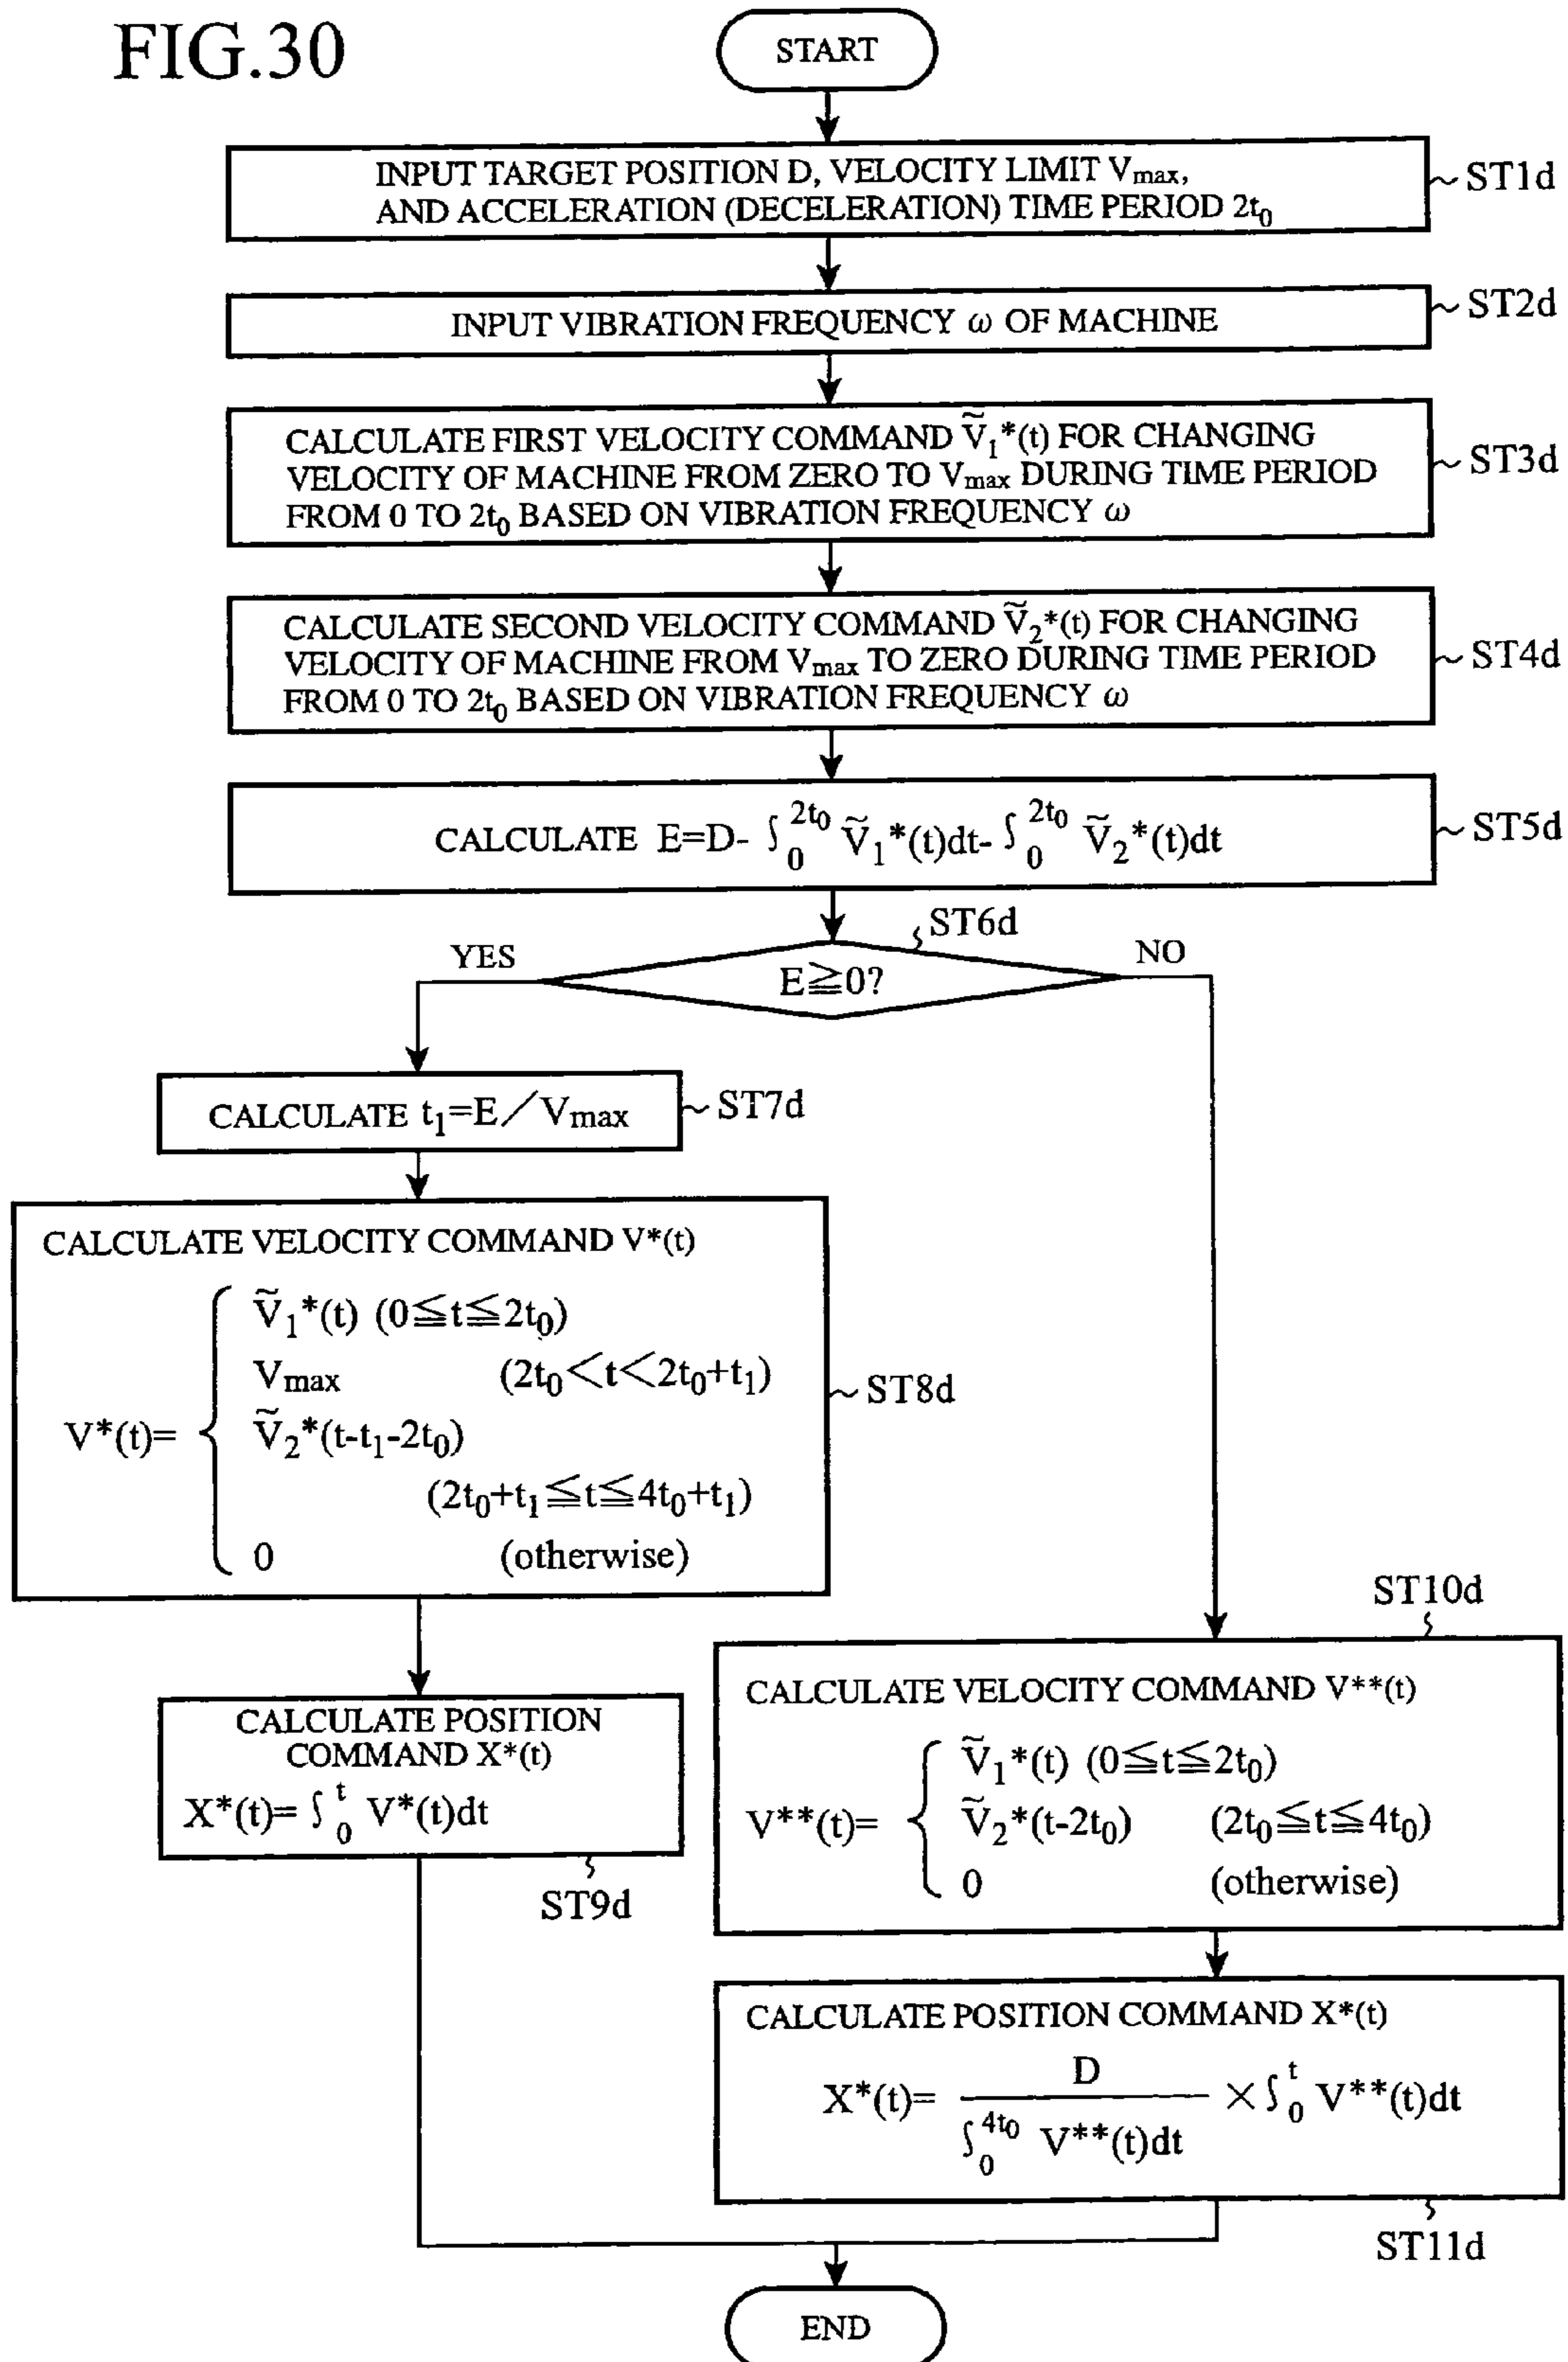 FIG.30
START
INPUT TARGET POSITION D, VELOCITY LIMIT Vmax,
AND ACCELERATION (DECELERATION) TIME PERIOD 2t0
ST1d
INPUT VIBRATION FREQUENCY ω OF MACHINE
ST2d
CALCULATE FIRST VELOCITY COMMAND Ṽ1*(t) FOR CHANGING
VELOCITY OF MACHINE FROM ZERO TO Vmax DURING TIME PERIOD
FROM 0 TO 2t0 BASED ON VIBRATION FREQUENCY ω
ST3d
CALCULATE SECOND VELOCITY COMMAND Ṽ2*(t) FOR CHANGING
VELOCITY OF MACHINE FROM Vmax TO ZERO DURING TIME PERIOD
FROM 0 TO 2t0 BASED ON VIBRATION FREQUENCY ω
ST4d
CALCULATE E=D- ∫0^2t0 Ṽ1*(t)dt- ∫0^2t0 Ṽ2*(t)dt
ST5d
ST6d
YES
E≧0?
NO
CALCULATE t1=E/Vmax
ST7d
CALCULATE VELOCITY COMMAND V*(t)
Ṽ1*(t) (0≦t≦2t0)
Vmax (2t0<t<2t0+t1)
V*(t)= { Ṽ2*(t-t1-2t0)
(2t0+t1≦t≦4t0+t1)
0 (otherwise)
ST8d
CALCULATE POSITION
COMMAND X*(t)
X*(t)= ∫0^t V*(t)dt
ST9d
ST10d
CALCULATE VELOCITY COMMAND V**(t)
Ṽ1*(t) (0≦t≦2t0)
V**(t)= { Ṽ2*(t-2t0) (2t0≦t≦4t0)
0 (otherwise)
CALCULATE POSITION COMMAND X*(t)
D
X*(t)= ×∫0^t V**(t)dt
∫0^4t0 V**(t)dt
ST11d
END